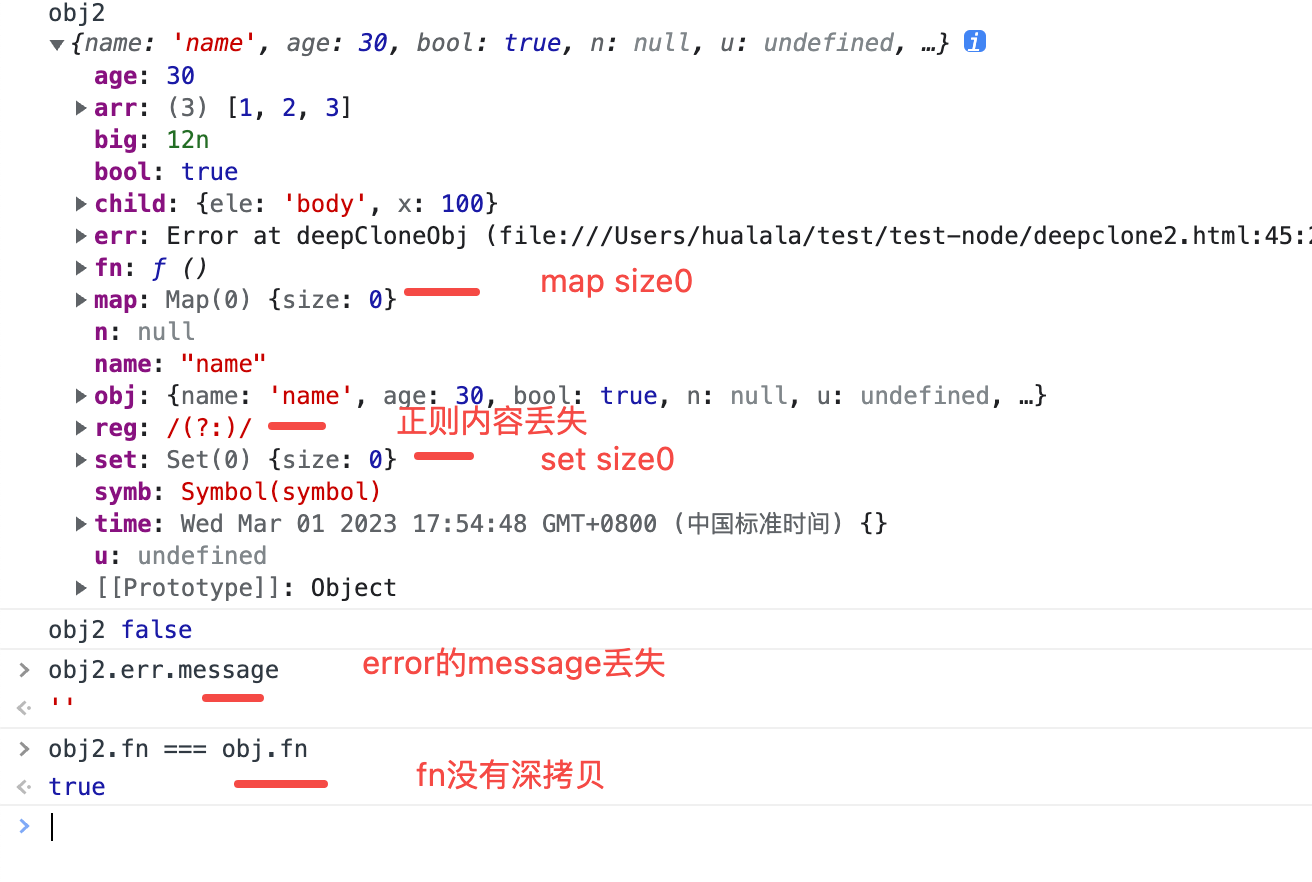 obj2
▼{name: 'name', age: 30, bool: true, n: null, u: undefined, …} i
age: 30
▶arr: (3) [1, 2, 3]
big: 12n
bool: true
▶child: {ele: 'body', x: 100}
▶err: Error at deepCloneObj (file:///Users/hualala/test/test-node/deepclone2.html:45:
▶fn: ƒ ()
map size0
▶map: Map(0) {size: 0}
n: null
name: "name"
▶obj: {name: 'name', age: 30, bool: true, n: null, u: undefined, …}
正则内容丢失
▶reg: /(?:)/
▶set: Set(0) {size: 0}
set size0
symb: Symbol(symbol)
▶time: Wed Mar 01 2023 17:54:48 GMT+0800 (中国标准时间) {}
u: undefined
▶[[Prototype]]: Object
obj2 false
> obj2.err.message
error的message丢失
''
> obj2.fn === obj.fn
fn没有深拷贝
true
>